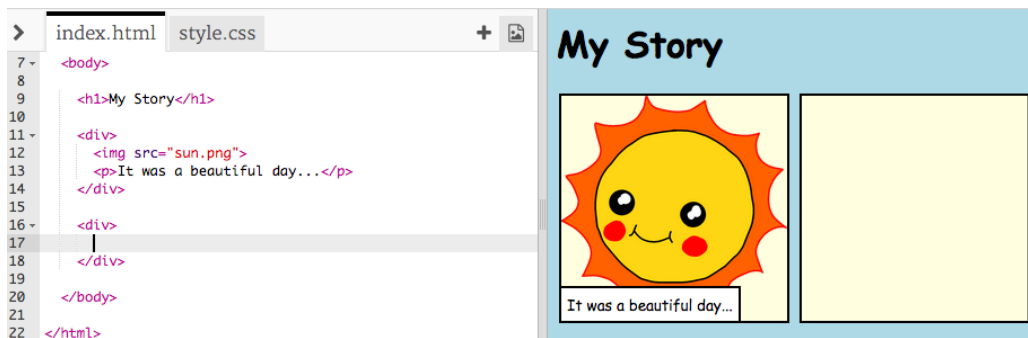 index.html style.css
7 <body>
8
9 <h1>My Story</h1>
10
11 <div>
12 <img src="sun.png">
13 <p>It was a beautiful day...</p>
14 </div>
15
16 <div>
17
18 </div>
19
20 </body>
21
22 </html>
My Story
It was a beautiful day...